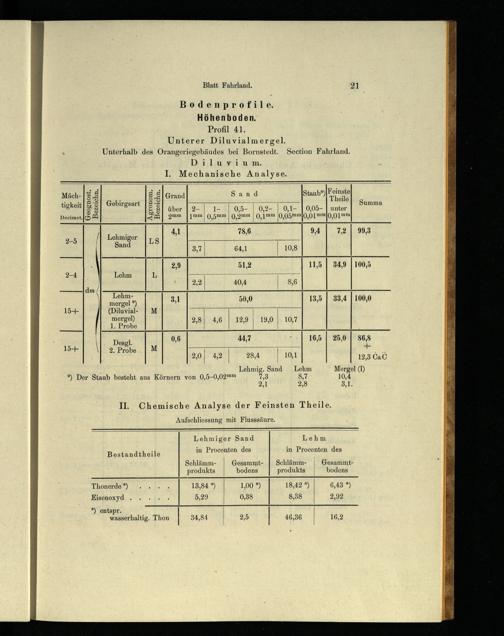 Blatt Fahrland. 21
Bodenprofile.
Höhenboden.
Profil 41.
Unterer Diluvialmergel.
Unterhalb des Orangeriegebäudes bei Bornstedt. Section Fahrland.
Diluvium.
I. Mechanische Analyse.
Mächtigkeit Decimet. Geognost. Bezeichn. Gebirgsart Agronom. Bezeichn. Grand über 2mm Sand 2–1mm 1–0,5mm 0,5–0,2mm 0,2–0,1mm 0,1–0,05mm Staub*) 0,05–0,01mm Feinste Theile unter 0,01mm Summa
2–5 Lehmiger Sand LS 4,1 78,6 9,4 7,2 99,3
3,7 64,1 10,8
2–4 Lehm L 2,9 51,2 11,5 34,9 100,5
2,2 40,4 8,6
dm
15+ Lehmmergel *) (Diluvialmergel) 1. Probe M 3,1 50,0 13,5 33,4 100,0
2,8 4,6 12,9 19,0 10,7
15+ Desgl. 2. Probe M 0,6 44,7 16,5 25,0 86,8
+
2,0 4,2 28,4 10,1 12,3 CaC̄
Lehmig. Sand Lehm Mergel (I)
*) Der Staub besteht aus Körnern von 0,5–0,02mm 7,3 8,7 10,4
2,1 2,8 3,1.
II. Chemische Analyse der Feinsten Theile.
Aufschliessung mit Flusssäure.
Bestandtheile
Lehmiger Sand Lehm
in Procenten des in Procenten des
Schlämm- Gesammt- Schlämm- Gesammt-
produkts bodens produkts bodens
Thonerde *) . . . . 13,84 *) 1,00 *) 18,42 *) 6,43 *)
Eisenoxyd . . . . . 5,29 0,38 8,38 2,92
*) entspr.
wasserhaltig. Thon 34,84 2,5 46,36 16,2